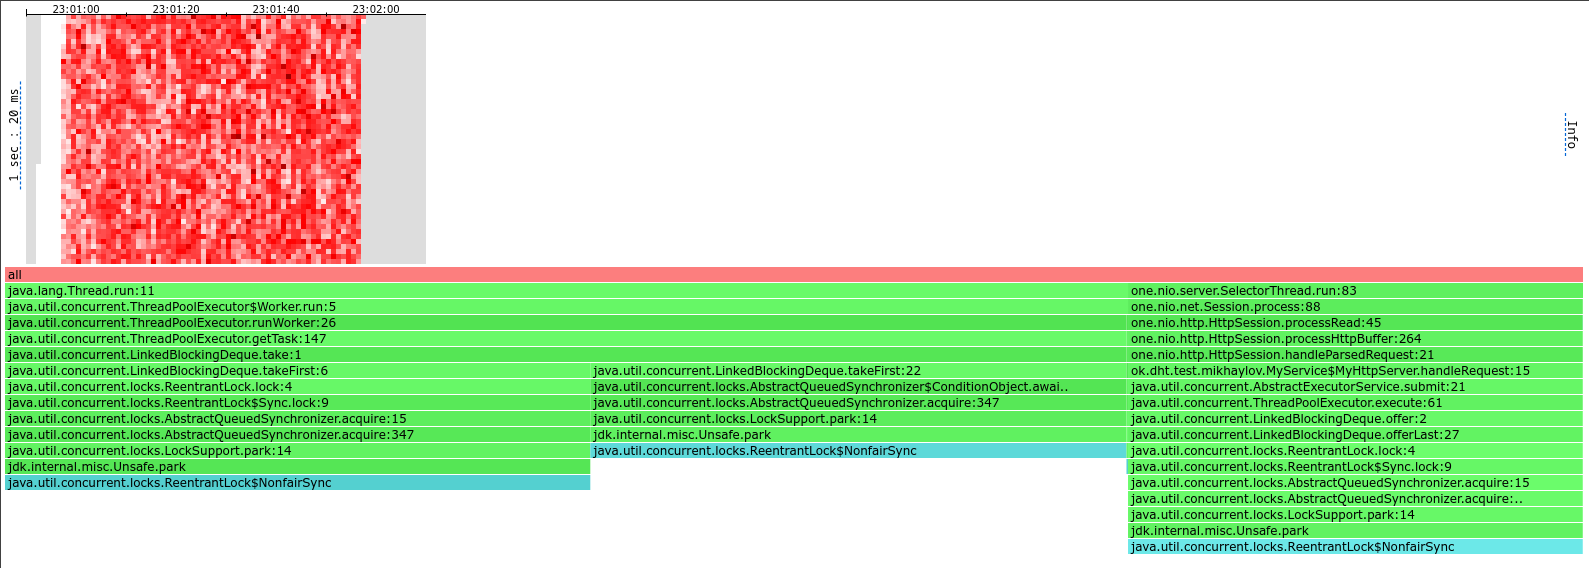 23:01:00 23:01:20 23:01:40 23:02:00
1 sec : 20 ms
Info
all
java.lang.Thread.run:11 one.nio.server.SelectorThread.run:83
java.util.concurrent.ThreadPoolExecutor$Worker.run:5 one.nio.net.Session.process:88
java.util.concurrent.ThreadPoolExecutor.runWorker:26 one.nio.http.HttpSession.processRead:45
java.util.concurrent.ThreadPoolExecutor.getTask:147 one.nio.http.HttpSession.processHttpBuffer:264
java.util.concurrent.LinkedBlockingDeque.take:1 one.nio.http.HttpSession.handleParsedRequest:21
java.util.concurrent.LinkedBlockingDeque.takeFirst:6 java.util.concurrent.LinkedBlockingDeque.takeFirst:22 ok.dht.test.mikhaylov.MyService$MyHttpServer.handleRequest:15
java.util.concurrent.locks.ReentrantLock.lock:4 java.util.concurrent.locks.AbstractQueuedSynchronizer$ConditionObject.awai.. java.util.concurrent.AbstractExecutorService.submit:21
java.util.concurrent.locks.ReentrantLock$Sync.lock:9 java.util.concurrent.locks.AbstractQueuedSynchronizer.acquire:347 java.util.concurrent.ThreadPoolExecutor.execute:61
java.util.concurrent.locks.AbstractQueuedSynchronizer.acquire:15 java.util.concurrent.locks.LockSupport.park:14 java.util.concurrent.LinkedBlockingDeque.offer:2
java.util.concurrent.locks.AbstractQueuedSynchronizer.acquire:347 jdk.internal.misc.Unsafe.park java.util.concurrent.LinkedBlockingDeque.offerLast:27
java.util.concurrent.locks.LockSupport.park:14 java.util.concurrent.locks.ReentrantLock$NonfairSync java.util.concurrent.locks.ReentrantLock.lock:4
jdk.internal.misc.Unsafe.park java.util.concurrent.locks.ReentrantLock$Sync.lock:9
java.util.concurrent.locks.ReentrantLock$NonfairSync java.util.concurrent.locks.AbstractQueuedSynchronizer.acquire:15
java.util.concurrent.locks.AbstractQueuedSynchronizer.acquire:..
java.util.concurrent.locks.LockSupport.park:14
jdk.internal.misc.Unsafe.park
java.util.concurrent.locks.ReentrantLock$NonfairSync